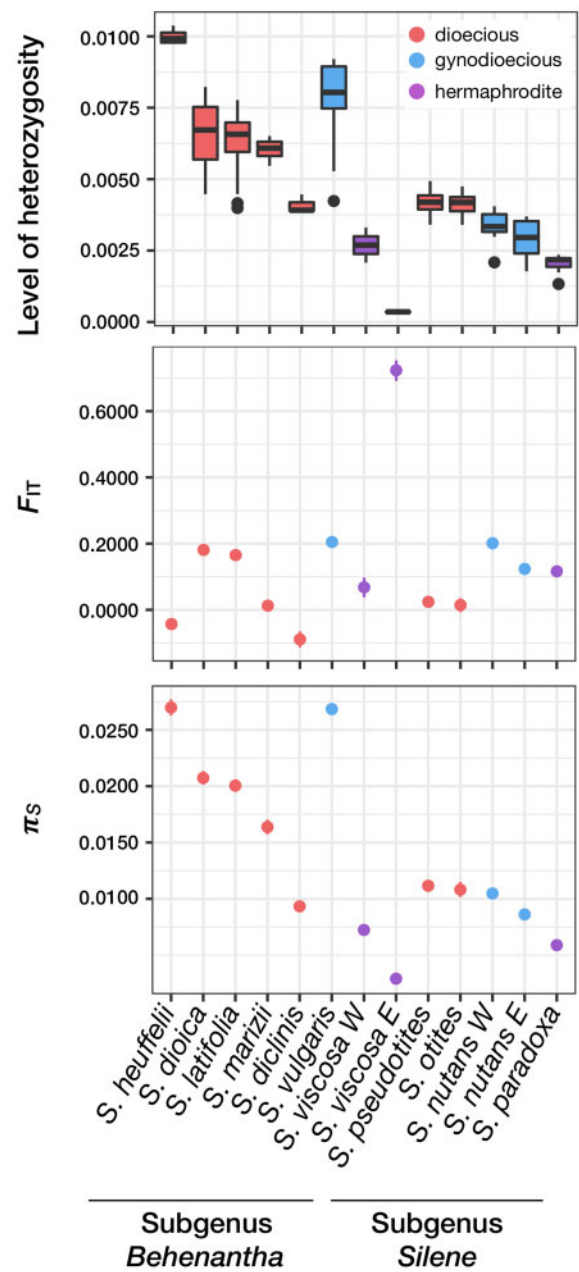 Level of heterozygosity
0.0100
0.0075
0.0050
0.0025
0.0000
dioecious
gynodioecious
hermaphrodite
FIT
0.6000
0.4000
0.2000
0.0000
πS
0.0250
0.0200
0.0150
0.0100
S. heuffelii
S. dioica
S. latifolia
S. marizii
S. diclinis
S. vulgaris
S. viscosa W
S. viscosa E
S. pseudotites
S. otites
S. nutans W
S. nutans E
S. paradoxa
Subgenus
Behenantha
Subgenus
Silene